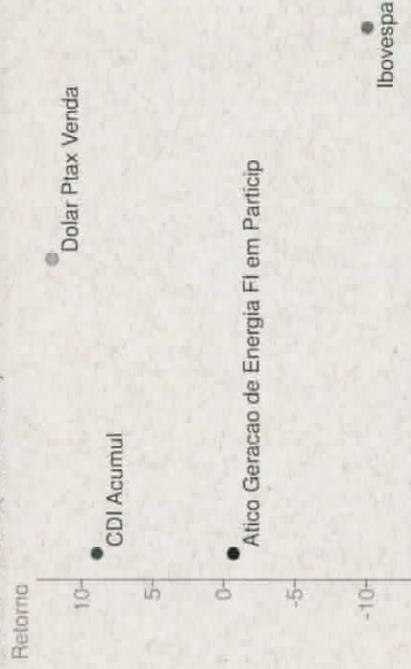 Retorno
10
Dolar Ptax Venda
CDI Acumul
5
0
Atico Geracao de Energia FI em Particip
-5
-10
Ibovespa